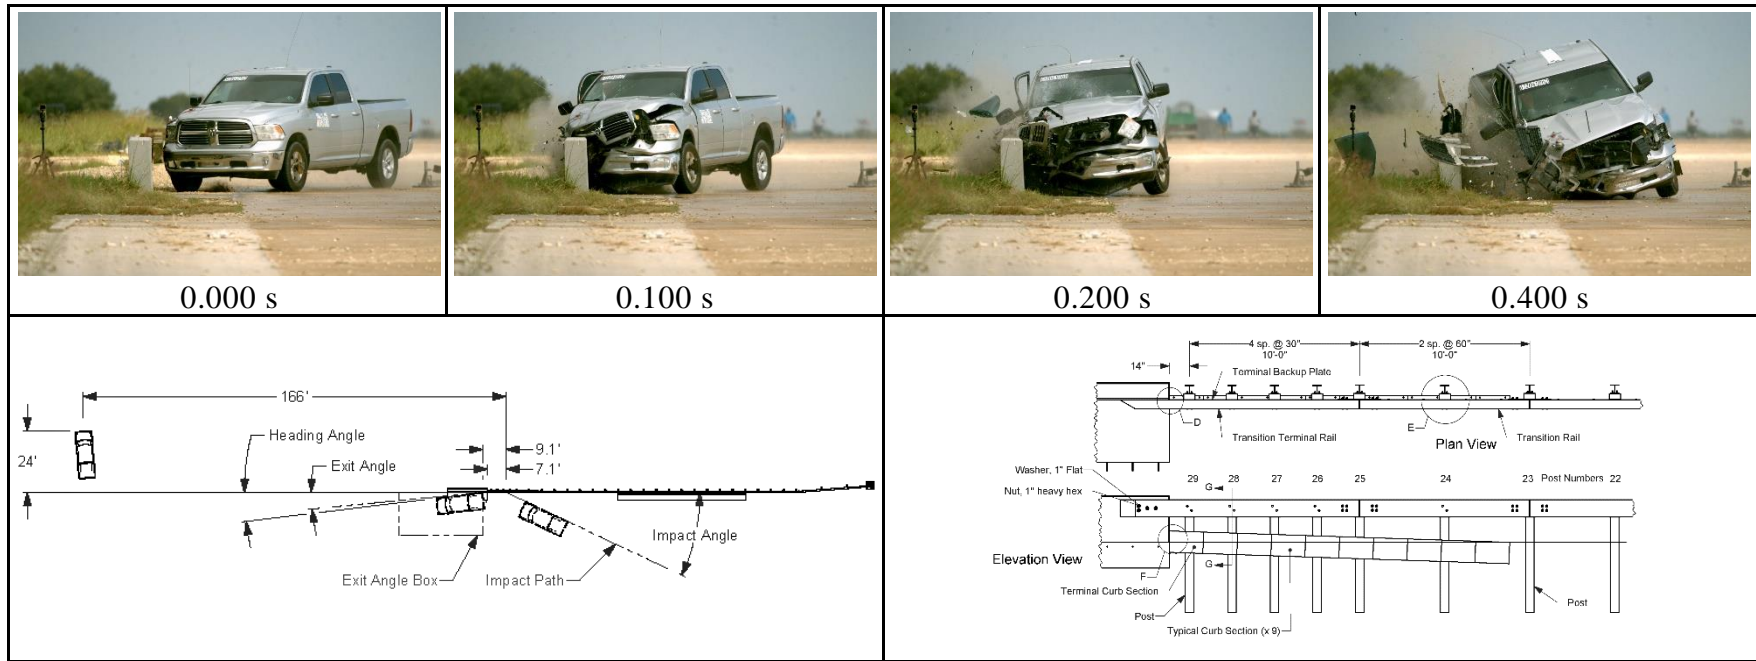 0.000 s
0.100 s
0.200 s
0.400 s
166'
Heading Angle
9.1'
24'
Exit Angle
7.1'
Impact Angle
Exit Angle Box
Impact Path
4 sp. @ 30"
2 sp. @ 60"
10'-0"
10'-0"
14"
Terminal Backup Plate
D
E
Transition Terminal Rail
Plan View
Transition Rail
Washer, 1" Flat
Nut, 1" heavy hex
29
G
28
27
26
25
24
23
Post Numbers
22
Elevation View
F
G
Terminal Curb Section
Post
Post
Typical Curb Section (x 9)